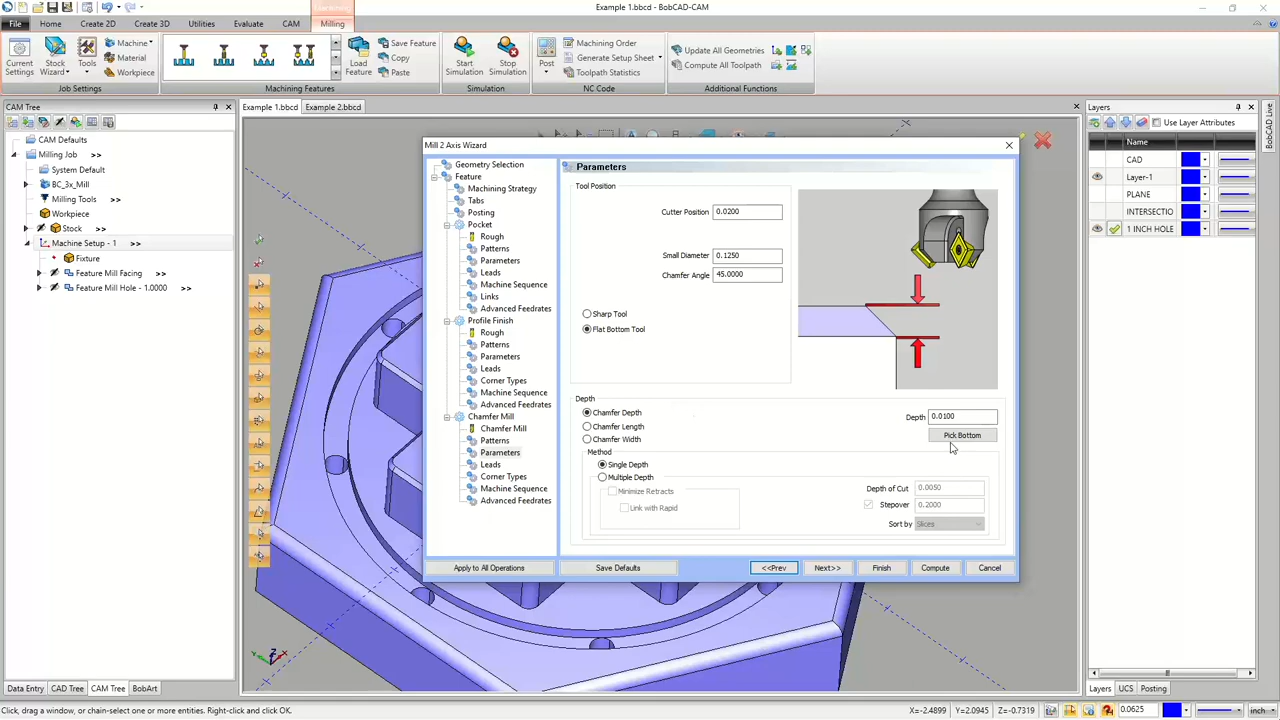 Example 1.bbcd - BobCAD-CAM
Machining
File Home Create 2D Create 3D Utilities Evaluate CAM Milling
Current Settings
Stock Wizard
Tools
Machine
Material
Workpiece
Job Settings
Load Feature
Save Feature
Copy
Paste
Machining Features
Start Simulation
Stop Simulation
Simulation
Post
Machining Order
Generate Setup Sheet
Toolpath Statistics
NC Code
Update All Geometries
Compute All Toolpath
Additional Functions
CAM Tree
CAM Defaults
Milling Job >>
System Default
BC_3x_Mill
Milling Tools >>
Workpiece
Stock >>
Machine Setup - 1 >>
Fixture
Feature Mill Facing >>
Feature Mill Hole - 1.0000 >>
Data Entry CAD Tree CAM Tree BobArt
Example 1.bbcd Example 2.bbcd
Mill 2 Axis Wizard
Geometry Selection
Feature
Machining Strategy
Tabs
Posting
Pocket
Rough
Patterns
Parameters
Leads
Machine Sequence
Links
Advanced Feedrates
Profile Finish
Rough
Patterns
Parameters
Leads
Corner Types
Machine Sequence
Advanced Feedrates
Chamfer Mill
Chamfer Mill
Patterns
Parameters
Leads
Corner Types
Machine Sequence
Advanced Feedrates
Parameters
Tool Position
Cutter Position 0.0200
Small Diameter 0.1250
Chamfer Angle 45.0000
Sharp Tool
Flat Bottom Tool
Depth
Chamfer Depth
Chamfer Length
Chamfer Width
Depth 0.0100
Pick Bottom
Method
Single Depth
Multiple Depth
Minimize Retracts
Link with Rapid
Depth of Cut 0.0050
Stepover 0.2000
Sort by Slices
Apply to All Operations Save Defaults <<Prev Next>> Finish Compute Cancel
Layers
Use Layer Attributes
Name
CAD
Layer-1
PLANE
INTERSECTIO
1 INCH HOLE
Layers UCS Posting
BobCAD Live
Y Z X
Click, drag a window, or chain-select one or more entities. Right-click and click OK.
X=-2.4899 Y=2.0945 Z=-0.7319 0.0625 inch